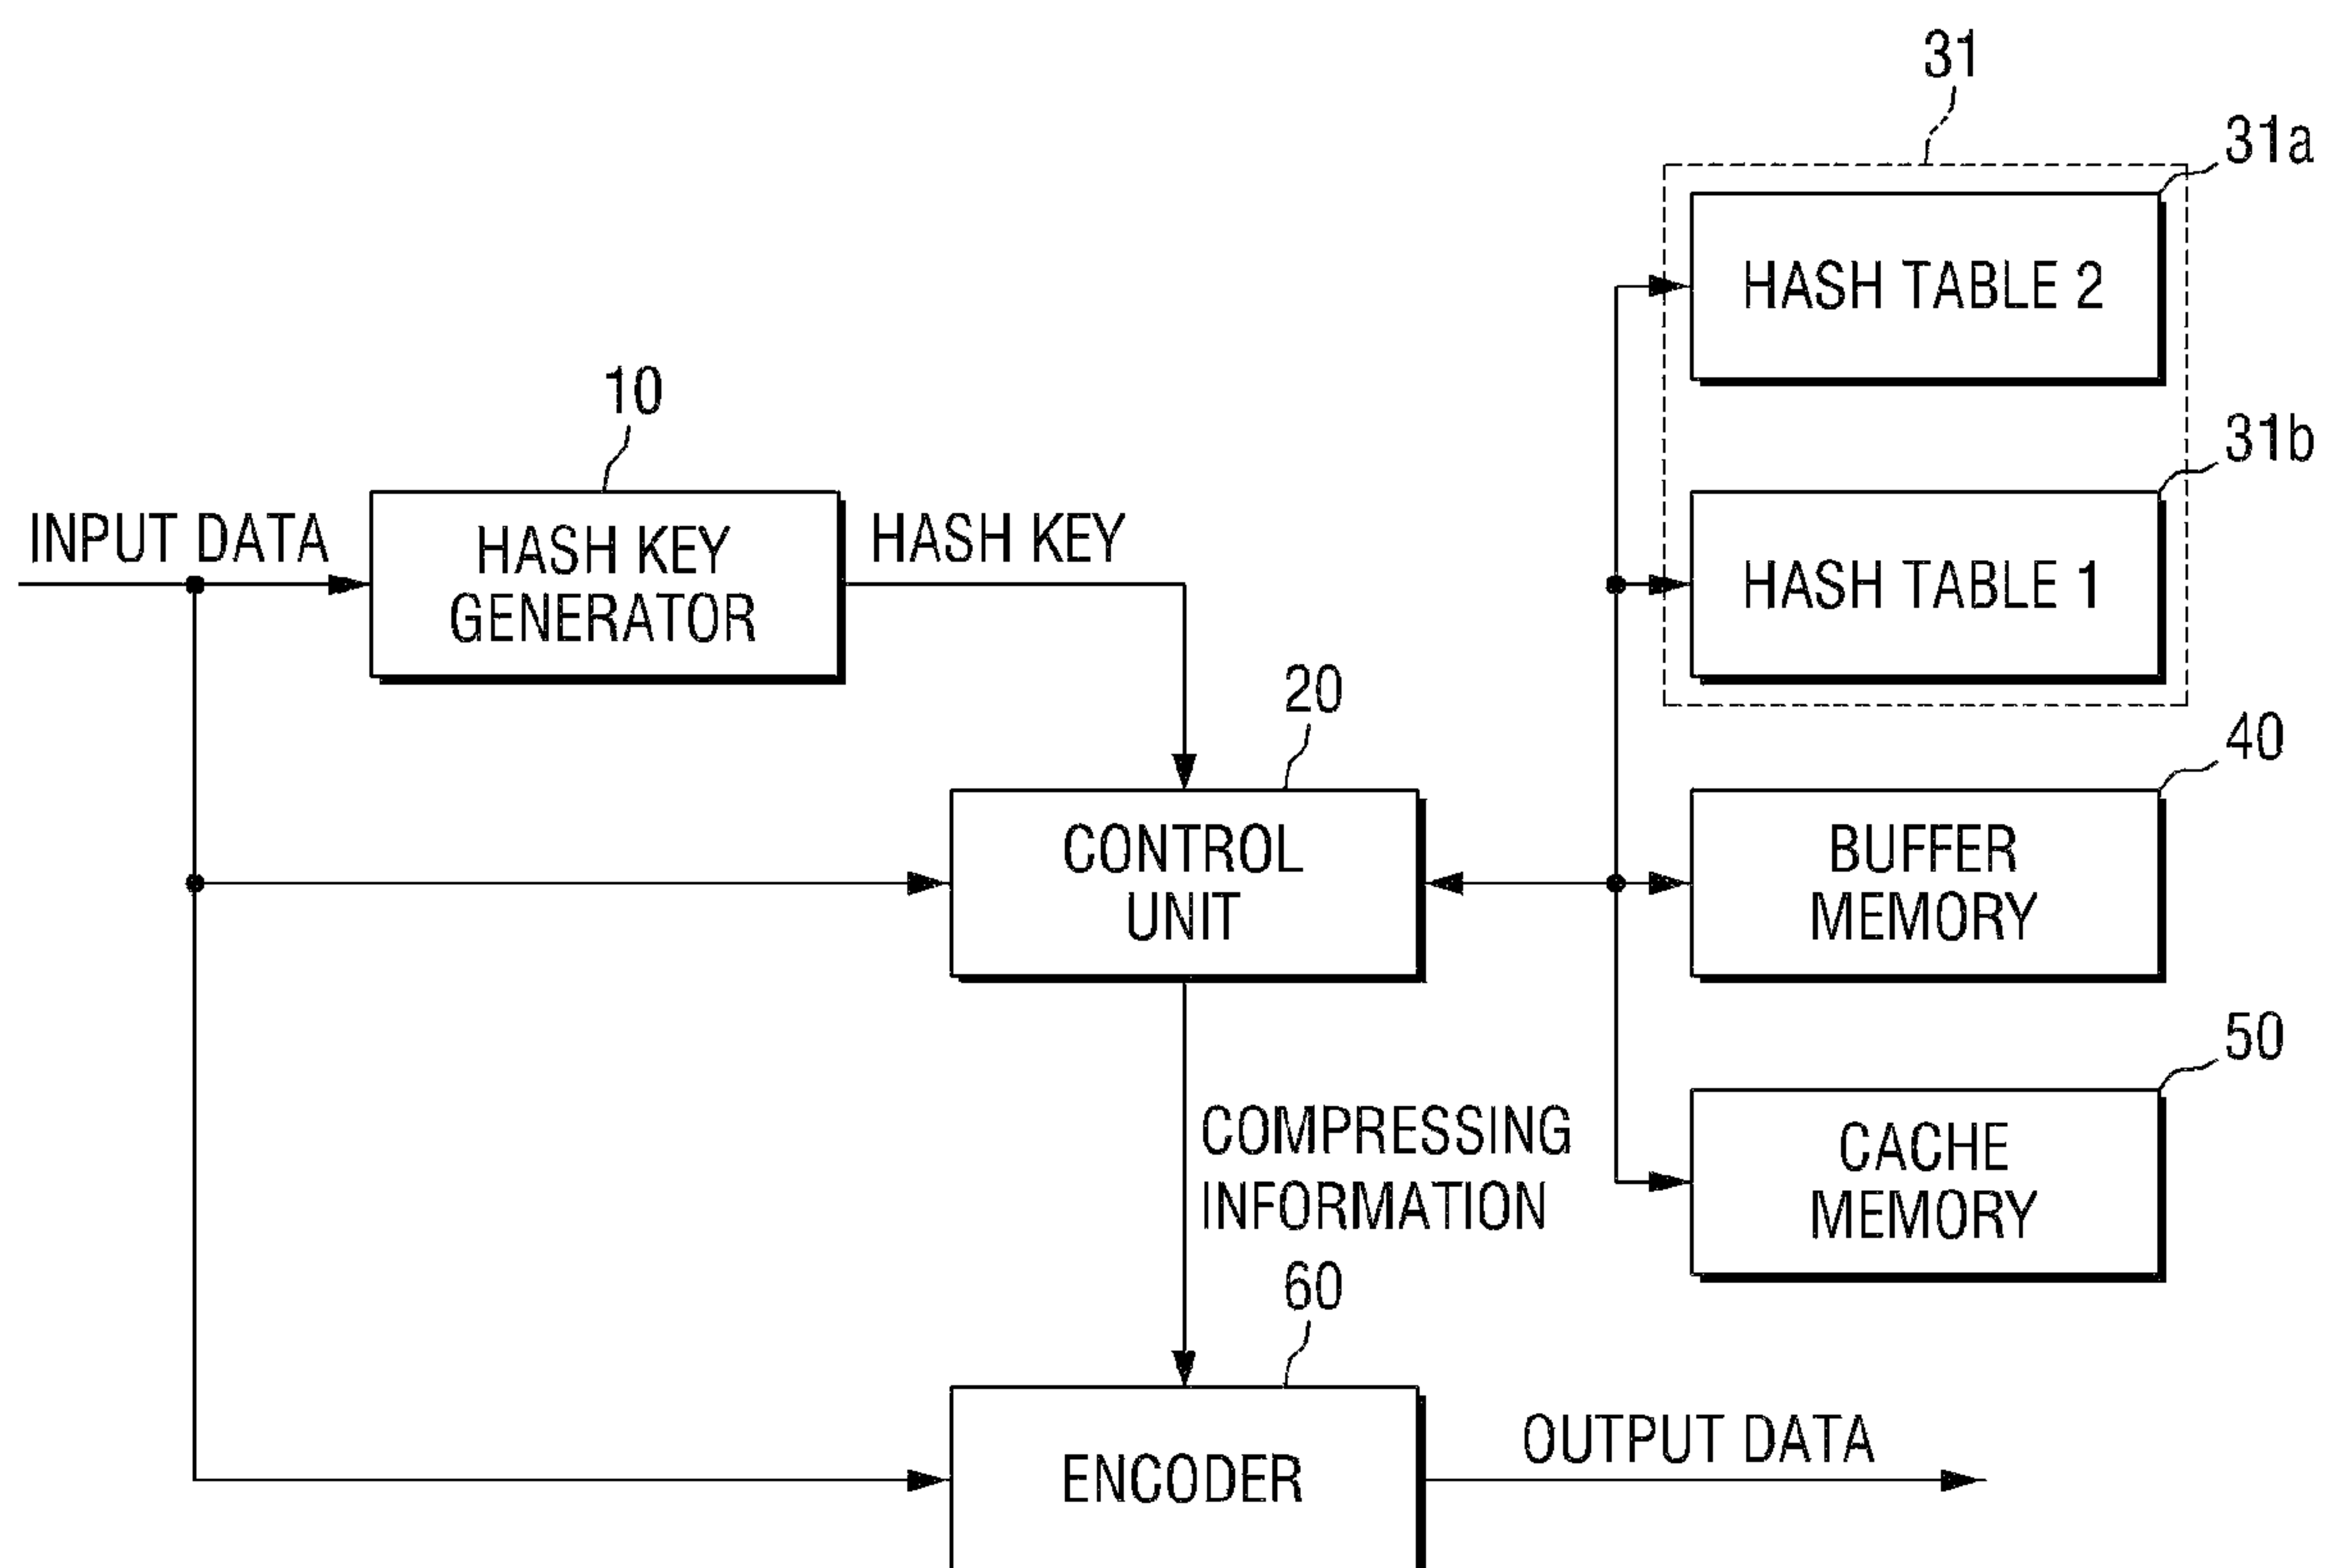 31
31a
HASH TABLE 2
10
31b
INPUT DATA
HASH KEY
GENERATOR
HASH KEY
HASH TABLE 1
20
40
CONTROL
UNIT
BUFFER
MEMORY
50
COMPRESSING
INFORMATION
CACHE
MEMORY
60
ENCODER
OUTPUT DATA